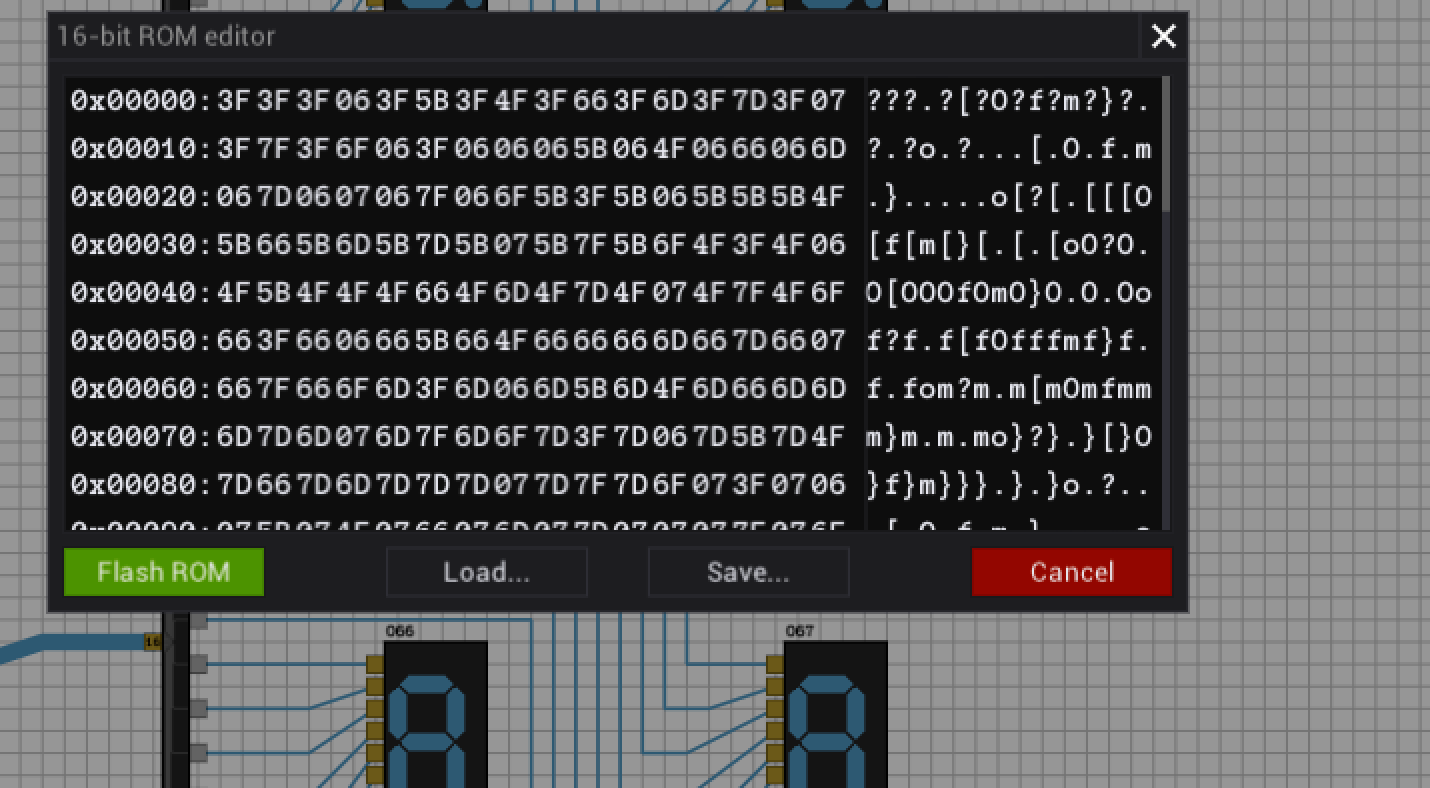 16-bit ROM editor
0x00000: 3F 3F 3F 06 3F 5B 3F 4F 3F 66 3F 6D 3F 7D 3F 07 ???.?[?O?f?m?}?.
0x00010: 3F 7F 3F 6F 06 3F 06 06 06 5B 06 4F 06 66 06 6D ?.?o.?...[.O.f.m
0x00020: 06 7D 06 07 06 7F 06 6F 5B 3F 5B 06 5B 5B 5B 4F .}.....o[?[.[[[O
0x00030: 5B 66 5B 6D 5B 7D 5B 07 5B 7F 5B 6F 4F 3F 4F 06 [f[m[}[.[.[oO?O.
0x00040: 4F 5B 4F 4F 4F 66 4F 6D 4F 7D 4F 07 4F 7F 4F 6F O[OOOfOmO}O.O.Oo
0x00050: 66 3F 66 06 66 5B 66 4F 66 66 66 6D 66 7D 66 07 f?f.f[fOfffmf}f.
0x00060: 66 7F 66 6F 6D 3F 6D 06 6D 5B 6D 4F 6D 66 6D 6D f.fom?m.m[mOmfmm
0x00070: 6D 7D 6D 07 6D 7F 6D 6F 7D 3F 7D 06 7D 5B 7D 4F m}m.m.mo}?}.}[}O
0x00080: 7D 66 7D 6D 7D 7D 7D 07 7D 7F 7D 6F 07 3F 07 06 }f}m}}}.}.}o.?..
Flash ROM
Load...
Save...
Cancel
16
066
067